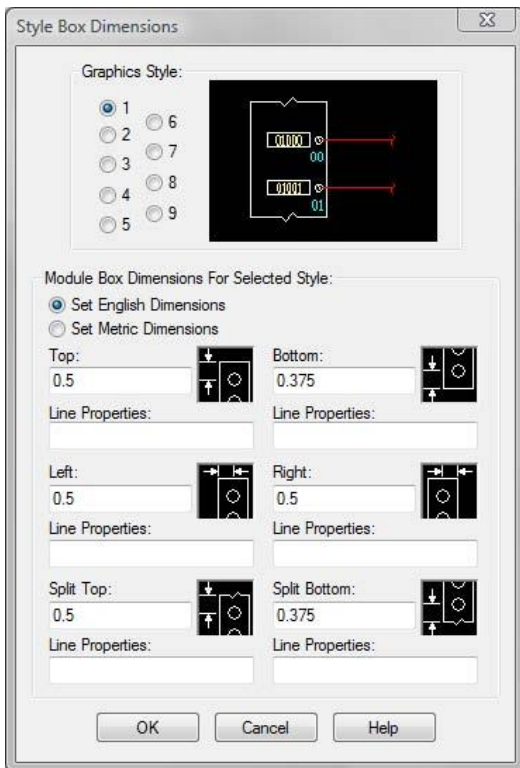 Style Box Dimensions
Graphics Style:
1
2
3
4
5
6
7
8
9
01000
00
01001
01
Module Box Dimensions For Selected Style:
Set English Dimensions
Set Metric Dimensions
Top:
Bottom:
0.5
0.375
Line Properties:
Line Properties:
Left:
Right:
0.5
0.5
Line Properties:
Line Properties:
Split Top:
Split Bottom:
0.5
0.375
Line Properties:
Line Properties:
OK
Cancel
Help